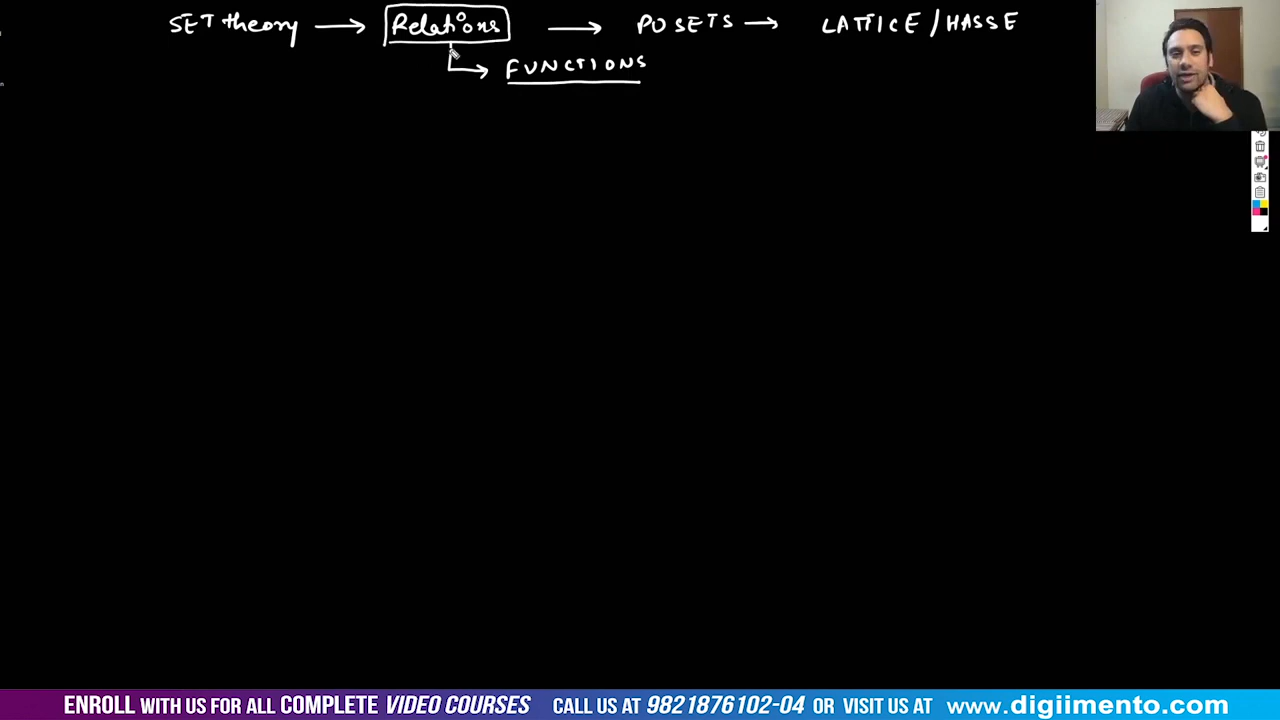 SET theory → Relations → POSETS → LATTICE / HASSE
↳ FUNCTIONS
ENROLL WITH US FOR ALL COMPLETE VIDEO COURSES CALL US AT 9821876102-04 OR VISIT US AT www.digiimento.com